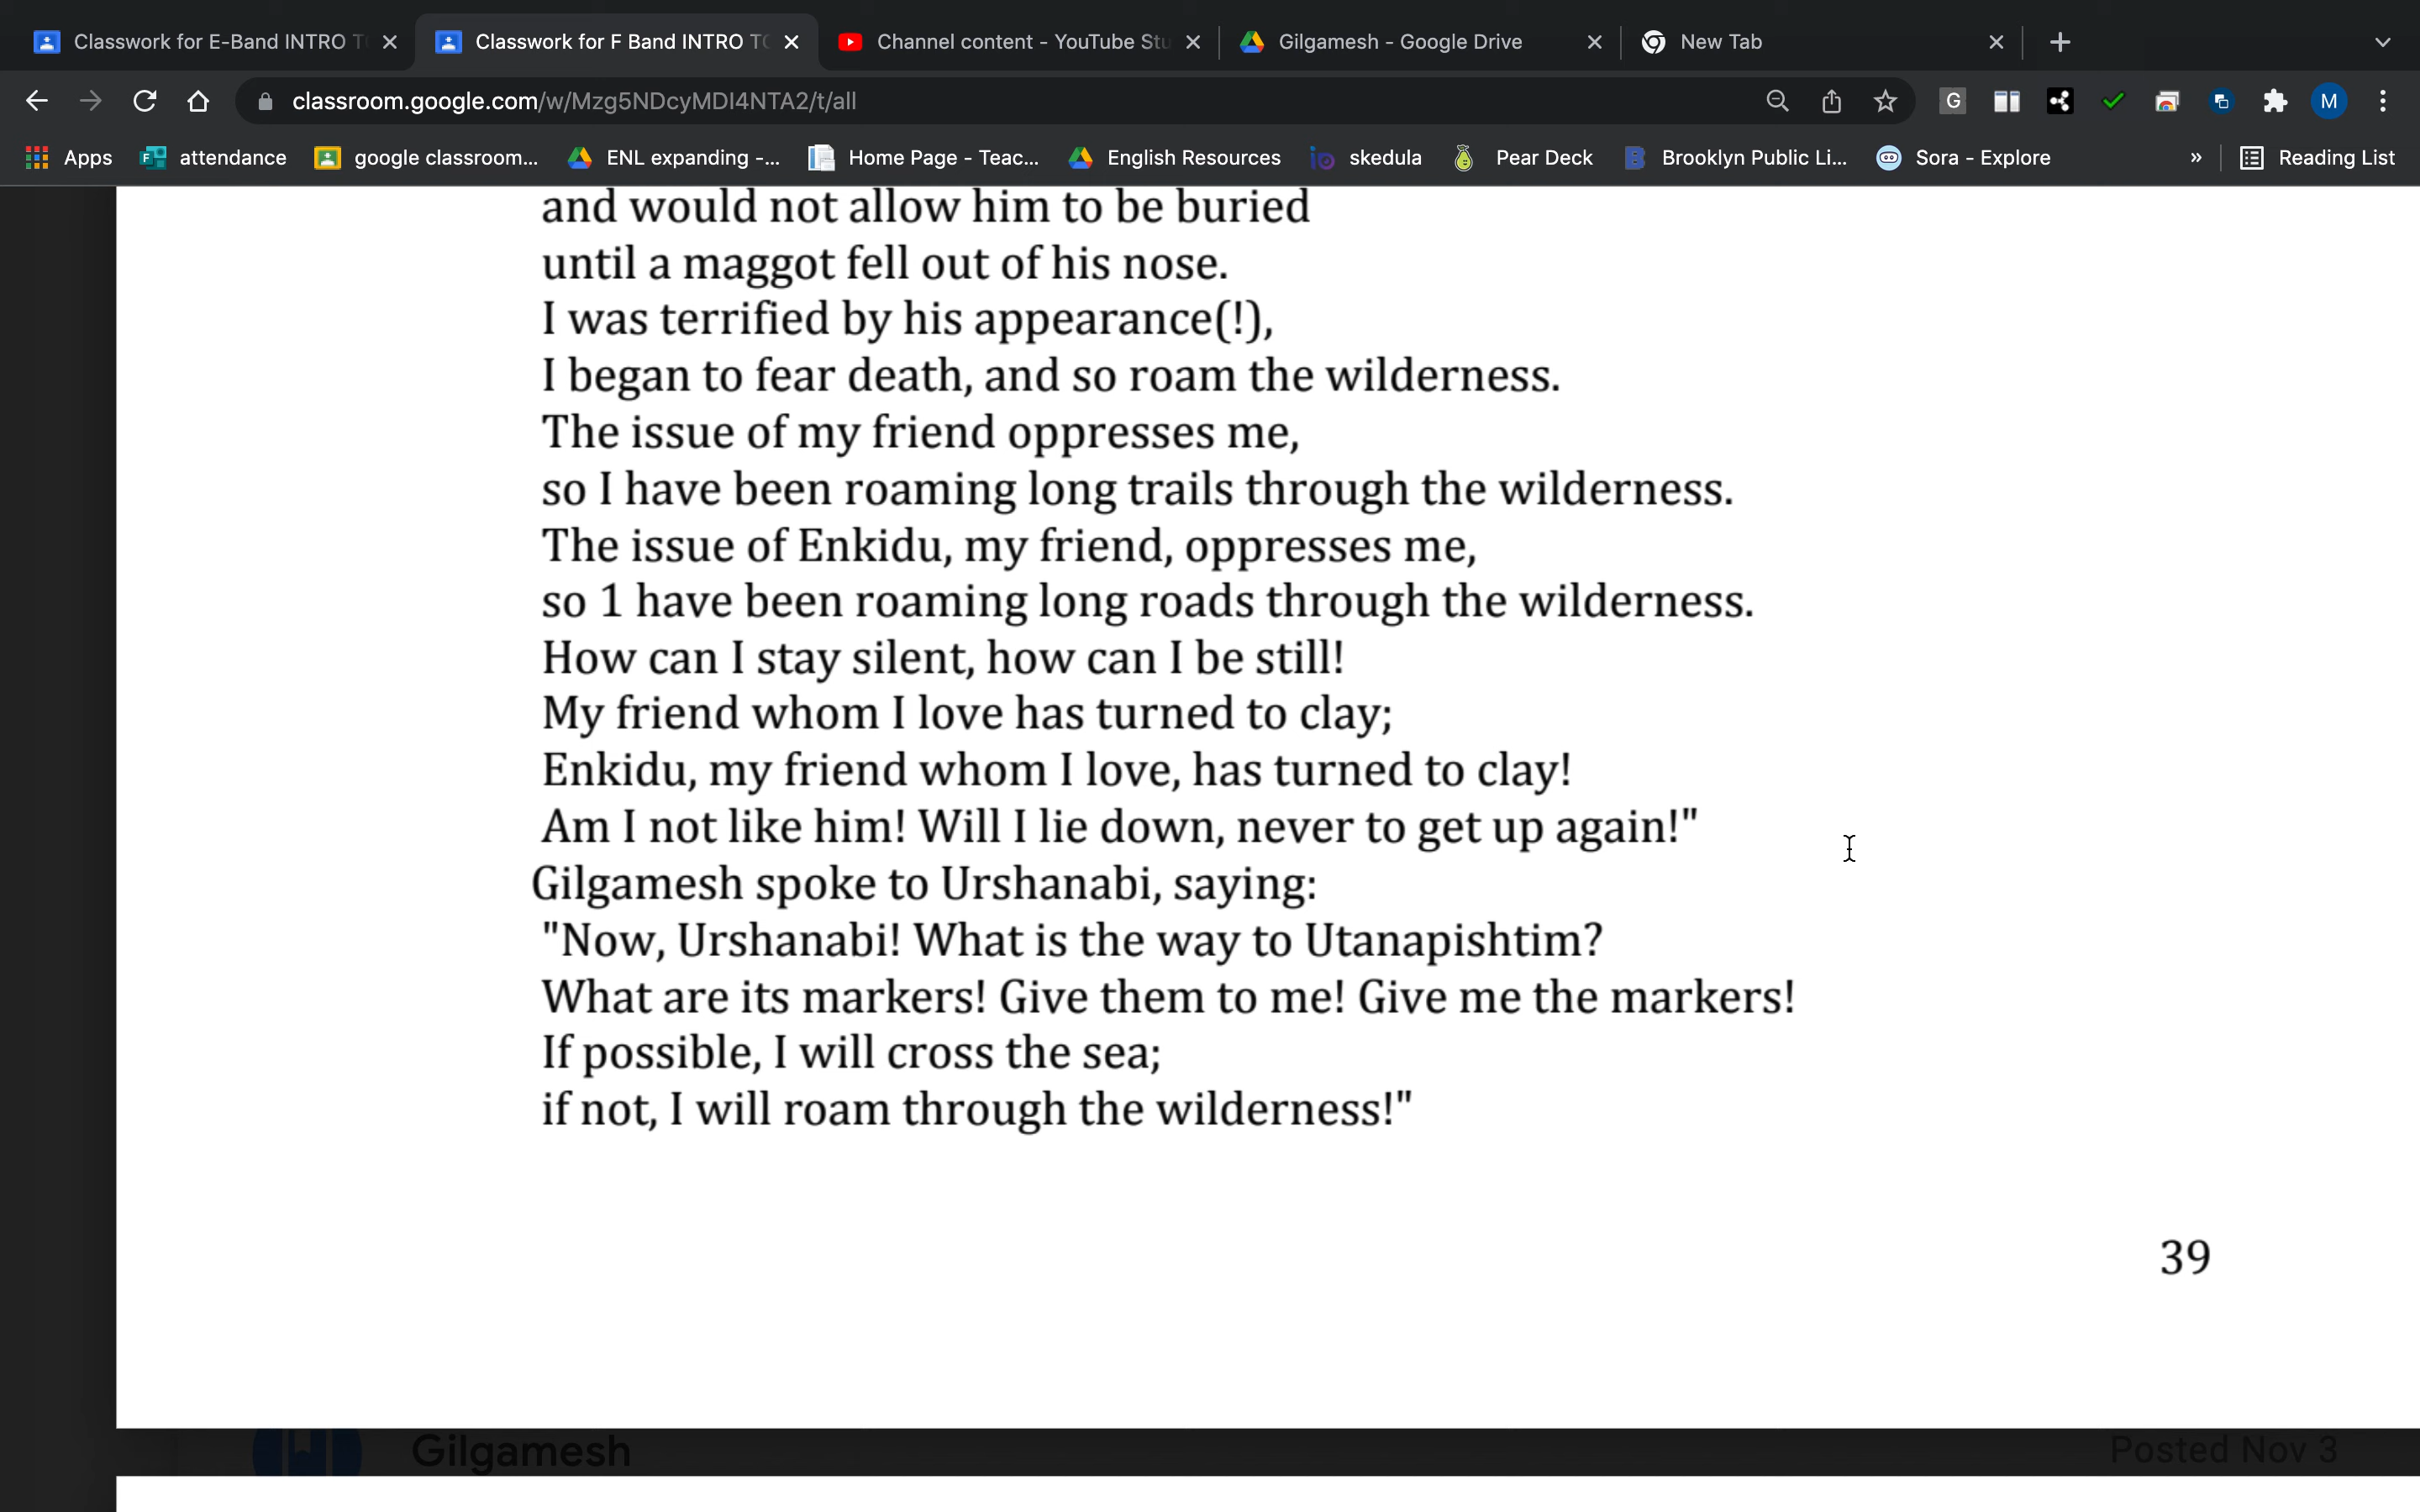 Classwork for E-Band INTRO T
Classwork for F Band INTRO TO
Channel content - YouTube Stu
Gilgamesh - Google Drive
New Tab
classroom.google.com/w/Mzg5NDcyMDI4NTA2/t/all
G
M
Apps
attendance
google classroom...
ENL expanding -...
Home Page - Teac...
English Resources
skedula
Pear Deck
Brooklyn Public Li...
Sora - Explore
»
Reading List
and would not allow him to be buried
until a maggot fell out of his nose.
I was terrified by his appearance(!),
I began to fear death, and so roam the wilderness.
The issue of my friend oppresses me,
so I have been roaming long trails through the wilderness.
The issue of Enkidu, my friend, oppresses me,
so 1 have been roaming long roads through the wilderness.
How can I stay silent, how can I be still!
My friend whom I love has turned to clay;
Enkidu, my friend whom I love, has turned to clay!
Am I not like him! Will I lie down, never to get up again!"
Gilgamesh spoke to Urshanabi, saying:
"Now, Urshanabi! What is the way to Utanapishtim?
What are its markers! Give them to me! Give me the markers!
If possible, I will cross the sea;
if not, I will roam through the wilderness!"
39
Gilgamesh
Posted Nov 3